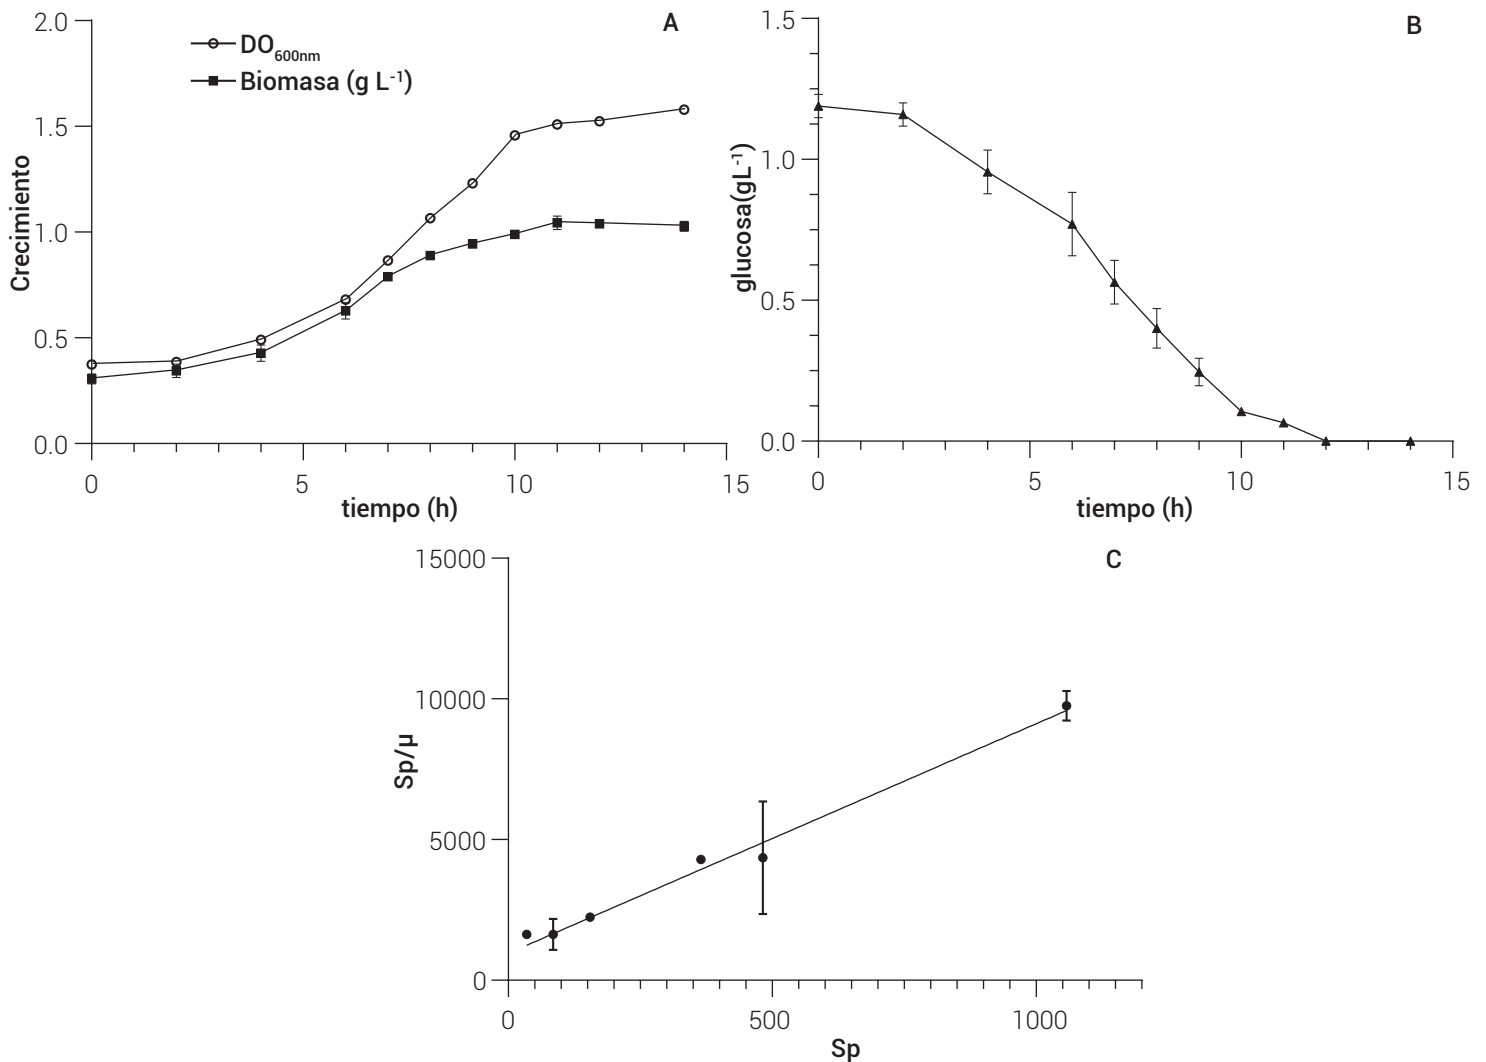 A
2.0
1.5
1.0
0.5
0.0
Crecimiento
DO600nm
Biomasa (g L-1)
0 5 10 15
tiempo (h)
B
1.5
1.0
0.5
0.0
glucosa(gL-1)
0 5 10 15
tiempo (h)
C
15000
10000
5000
0
Sp/µ
0 500 1000
Sp